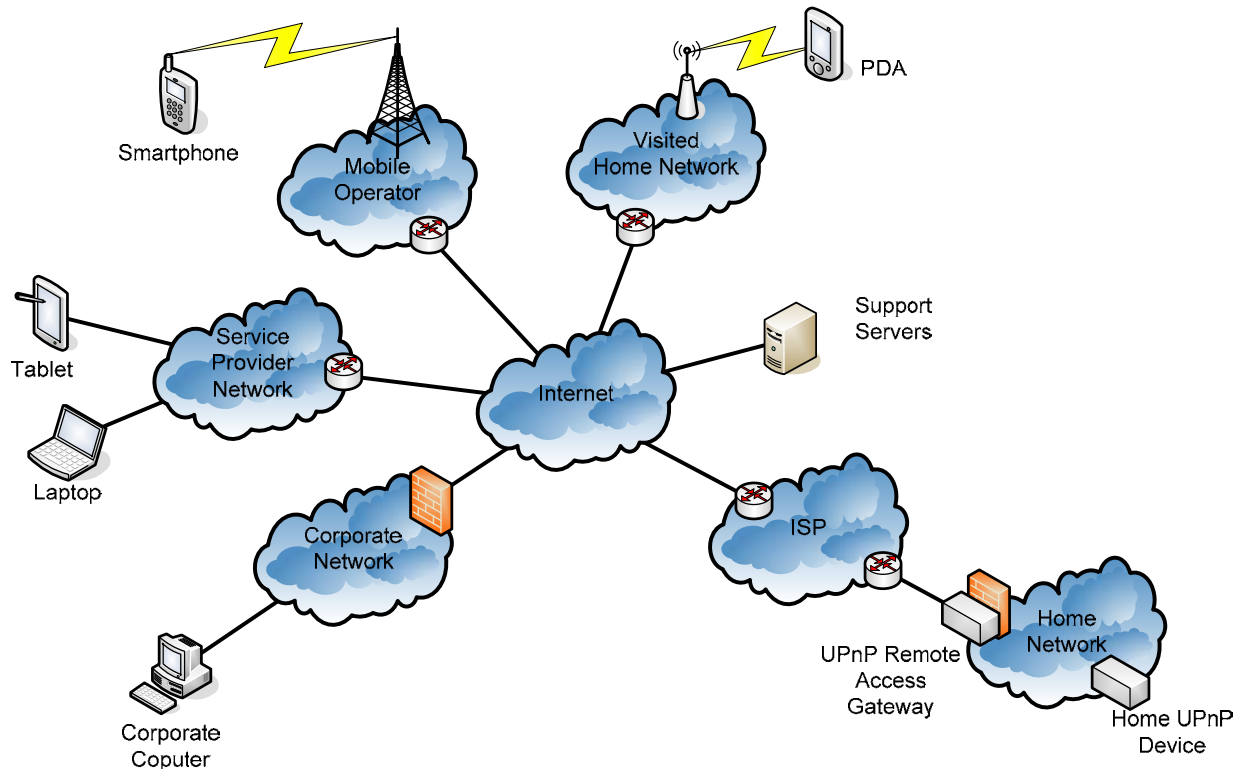 PDA
Smartphone
Mobile
Operator
Visited
Home Network
Support
Servers
Service
Provider
Network
Tablet
Internet
Laptop
Corporate
Network
ISP
Home
Network
UPnP Remote
Access
Gateway
Corporate
Coputer
Home UPnP
Device